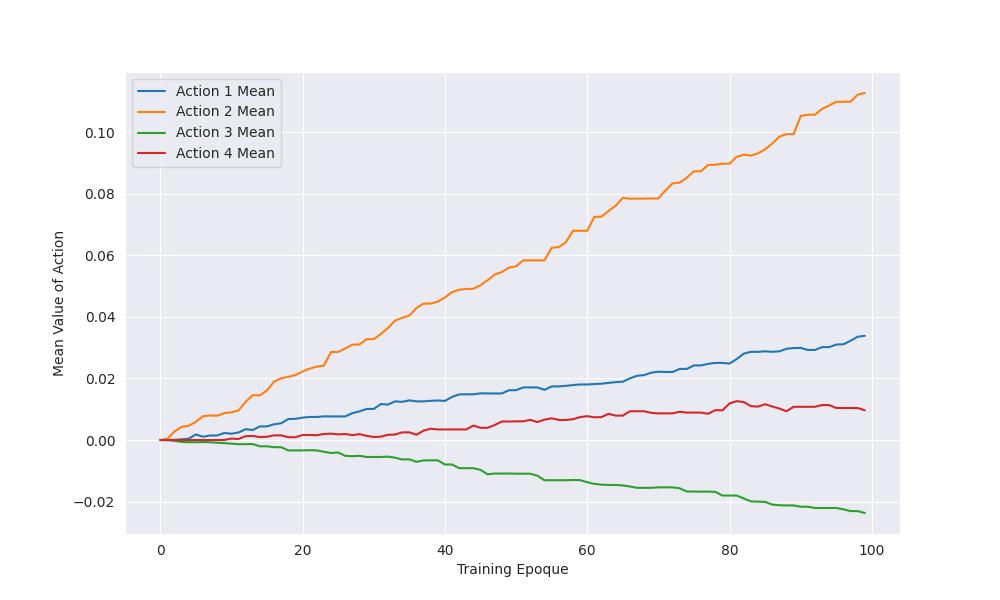 Action 1 Mean
Action 2 Mean
Action 3 Mean
Action 4 Mean
0.10
0.08
0.06
0.04
0.02
0.00
−0.02
Mean Value of Action
0 20 40 60 80 100
Training Epoque